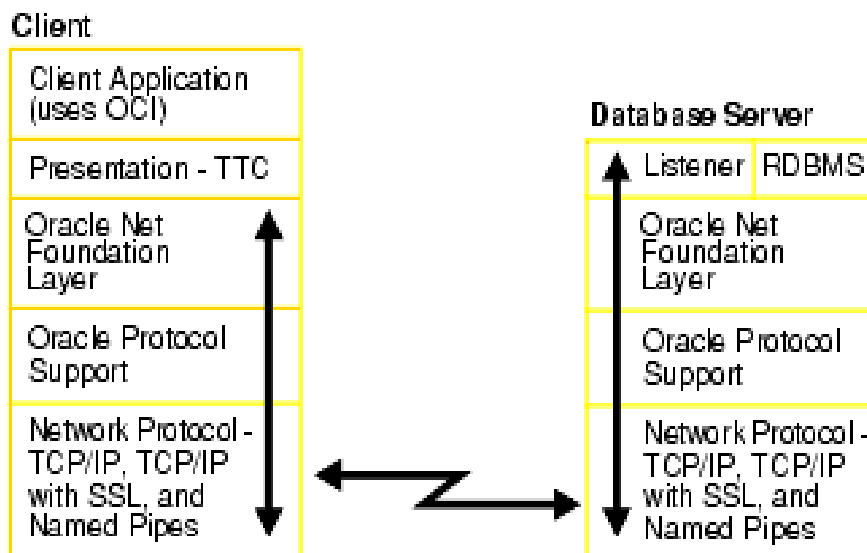 Client
Client Application
(uses OCI)
Presentation - TTC
Oracle Net
Foundation
Layer
Oracle Protocol
Support
Network Protocol -
TCP/IP, TCP/IP
with SSL, and
Named Pipes
Database Server
Listener
RDBMS
Oracle Net
Foundation
Layer
Oracle Protocol
Support
Network Protocol -
TCP/IP, TCP/IP
with SSL, and
Named Pipes